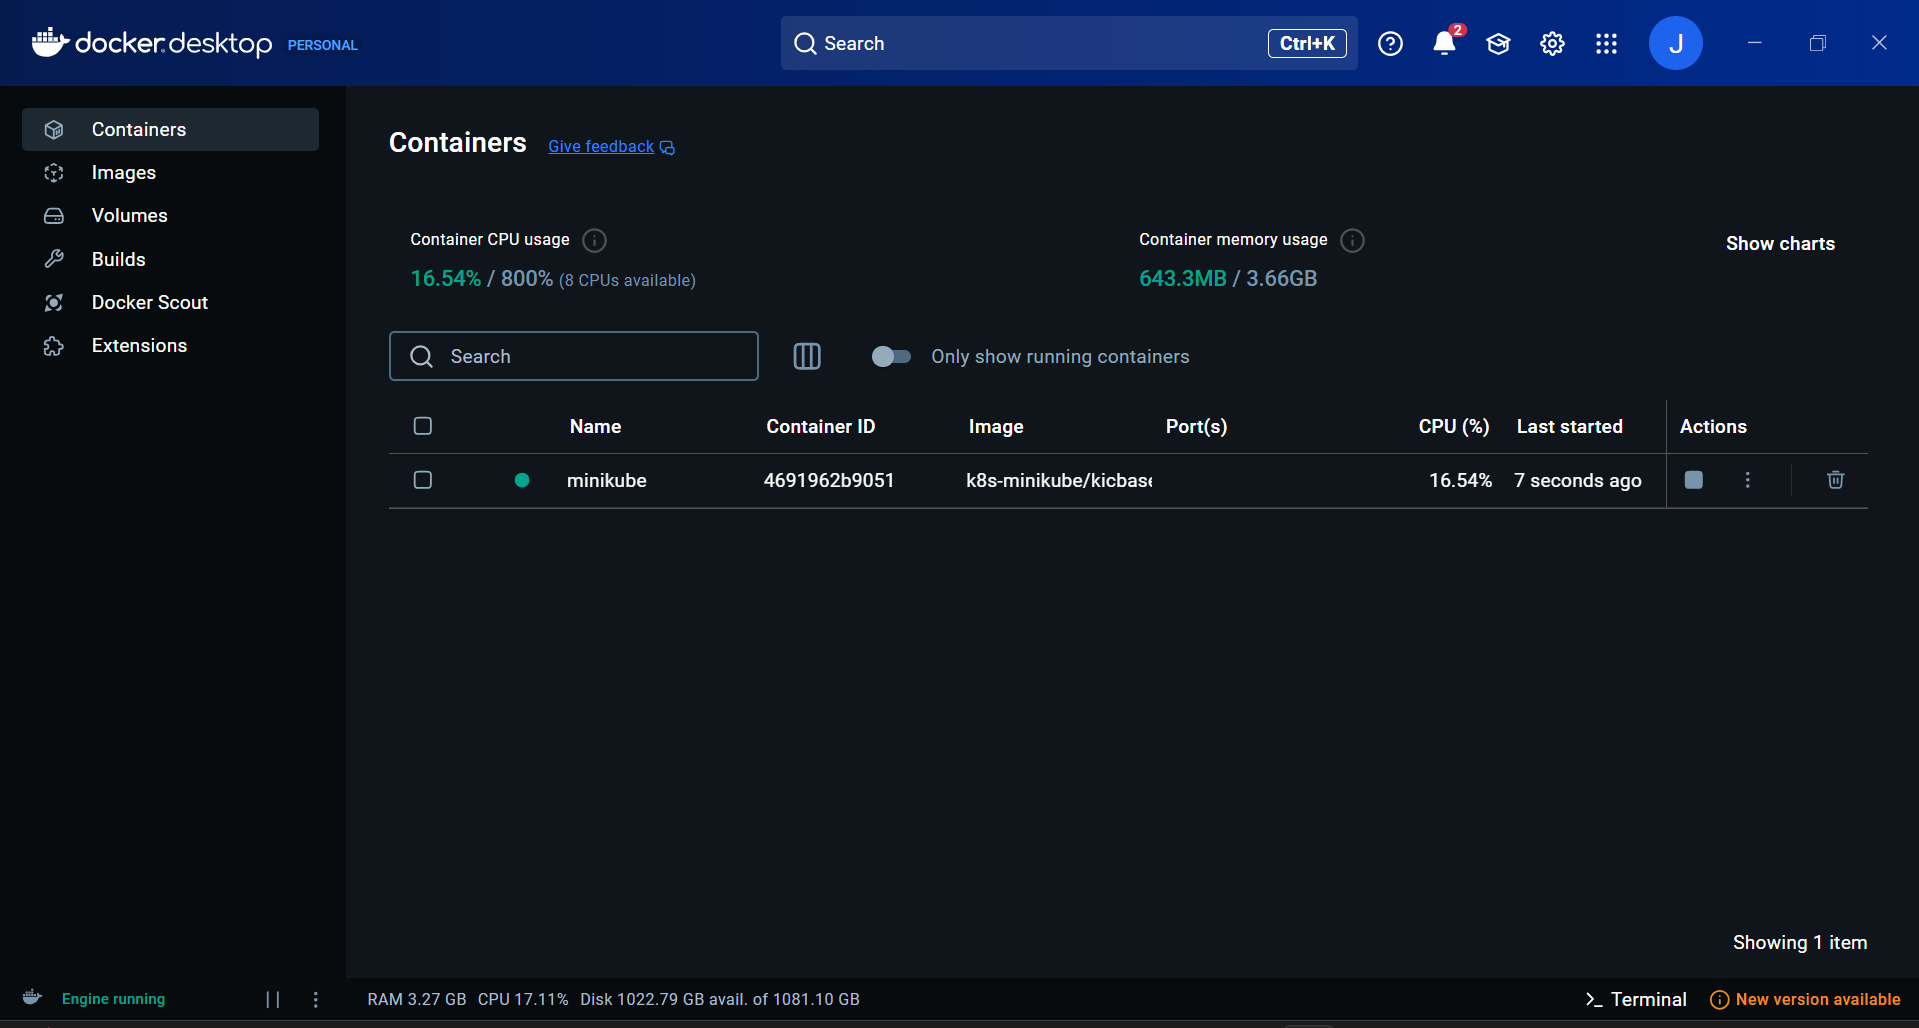 docker.desktop PERSONAL
Search Ctrl+K
2
J
Containers
Images
Volumes
Builds
Docker Scout
Extensions
Containers Give feedback
Container CPU usage
16.54% / 800% (8 CPUs available)
Container memory usage
643.3MB / 3.66GB
Show charts
Search
Only show running containers
Name Container ID Image Port(s) CPU (%) Last started Actions
minikube 4691962b9051 k8s-minikube/kicbase 16.54% 7 seconds ago
Showing 1 item
Engine running
RAM 3.27 GB CPU 17.11% Disk 1022.79 GB avail. of 1081.10 GB
>_ Terminal
New version available